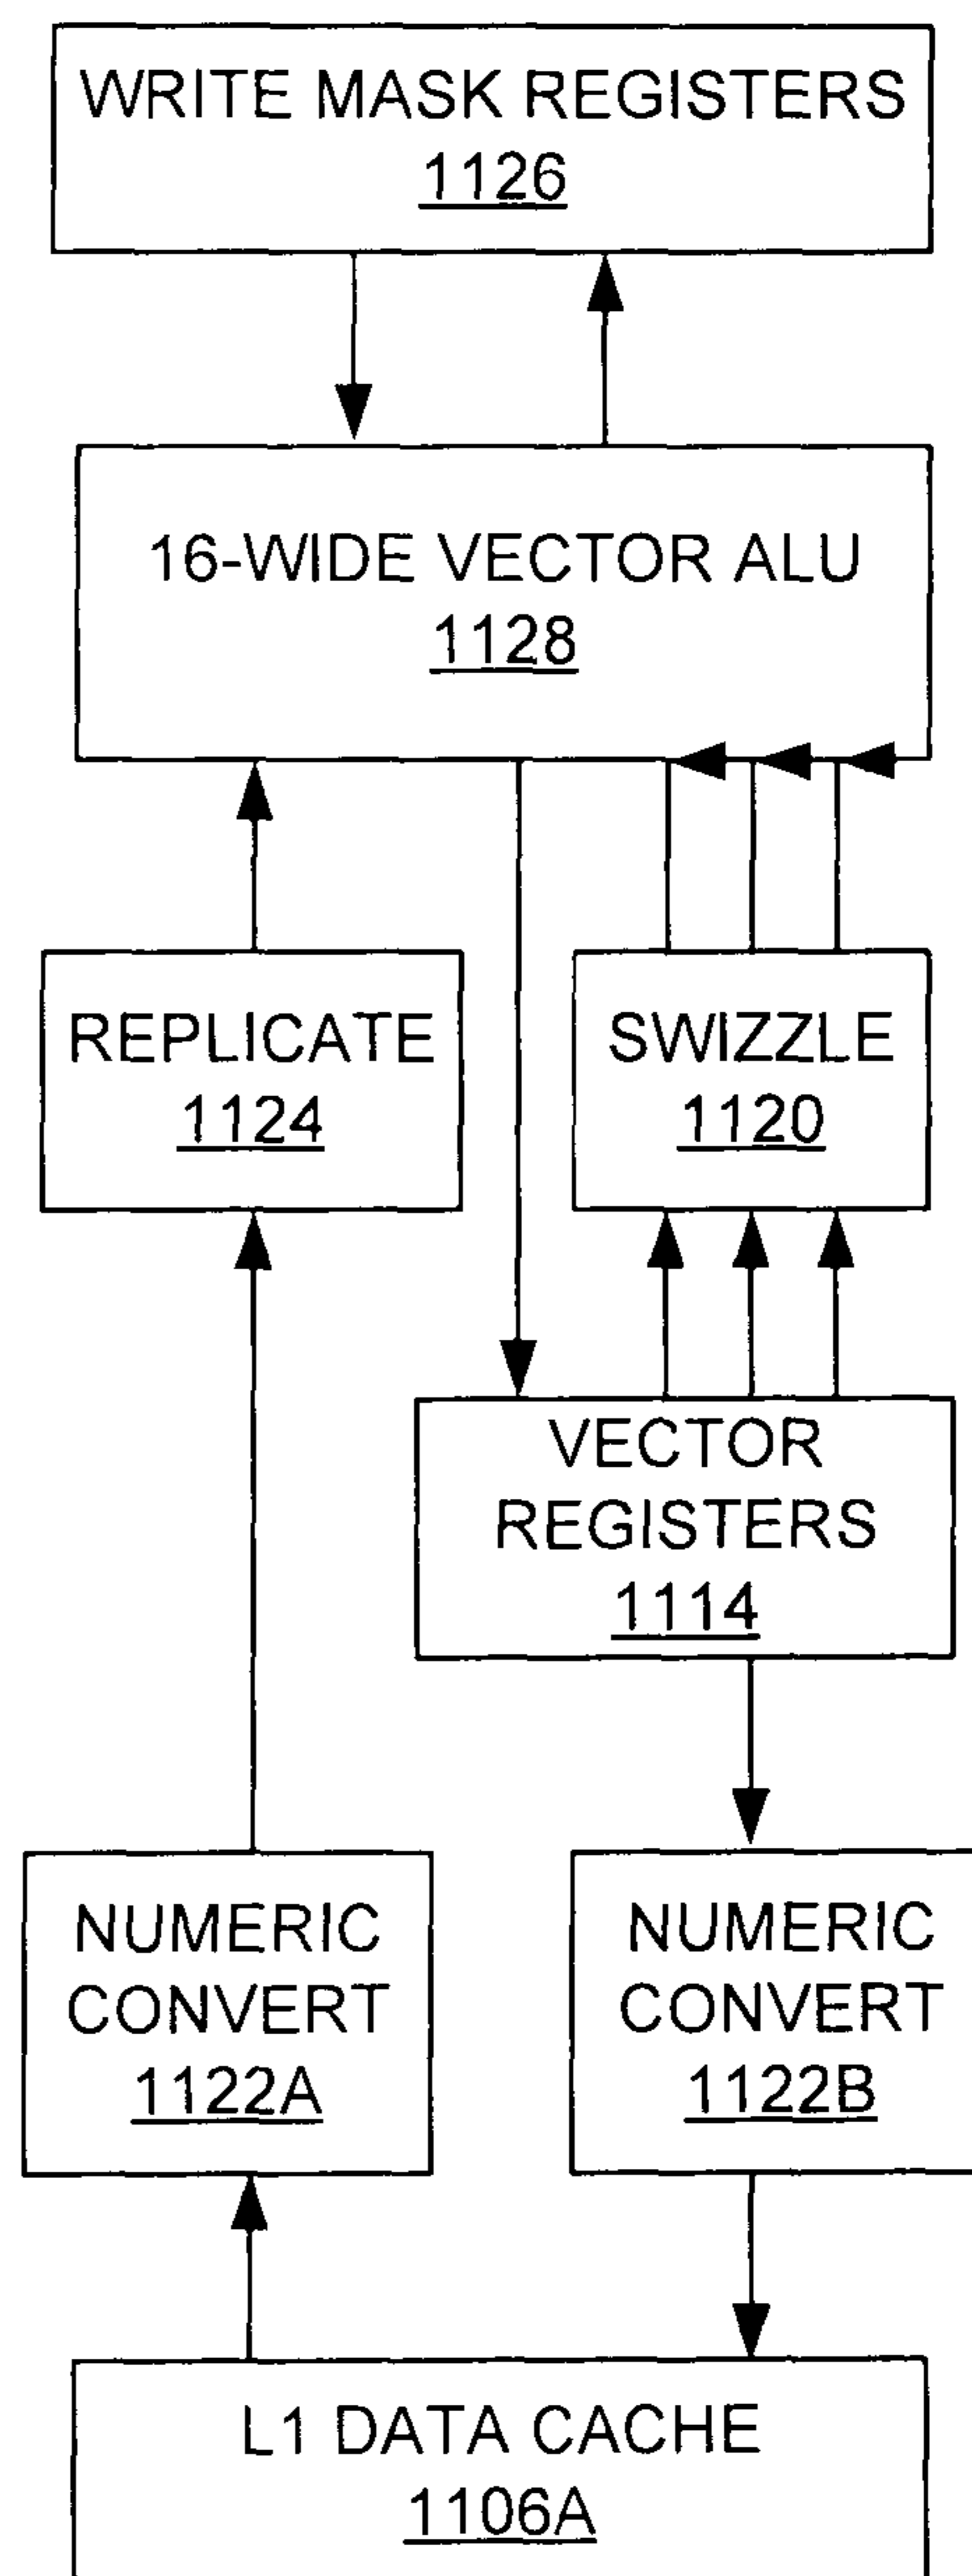 WRITE MASK REGISTERS
1126
16-WIDE VECTOR ALU
1128
REPLICATE
1124
SWIZZLE
1120
VECTOR
REGISTERS
1114
NUMERIC
CONVERT
1122A
NUMERIC
CONVERT
1122B
L1 DATA CACHE
1106A